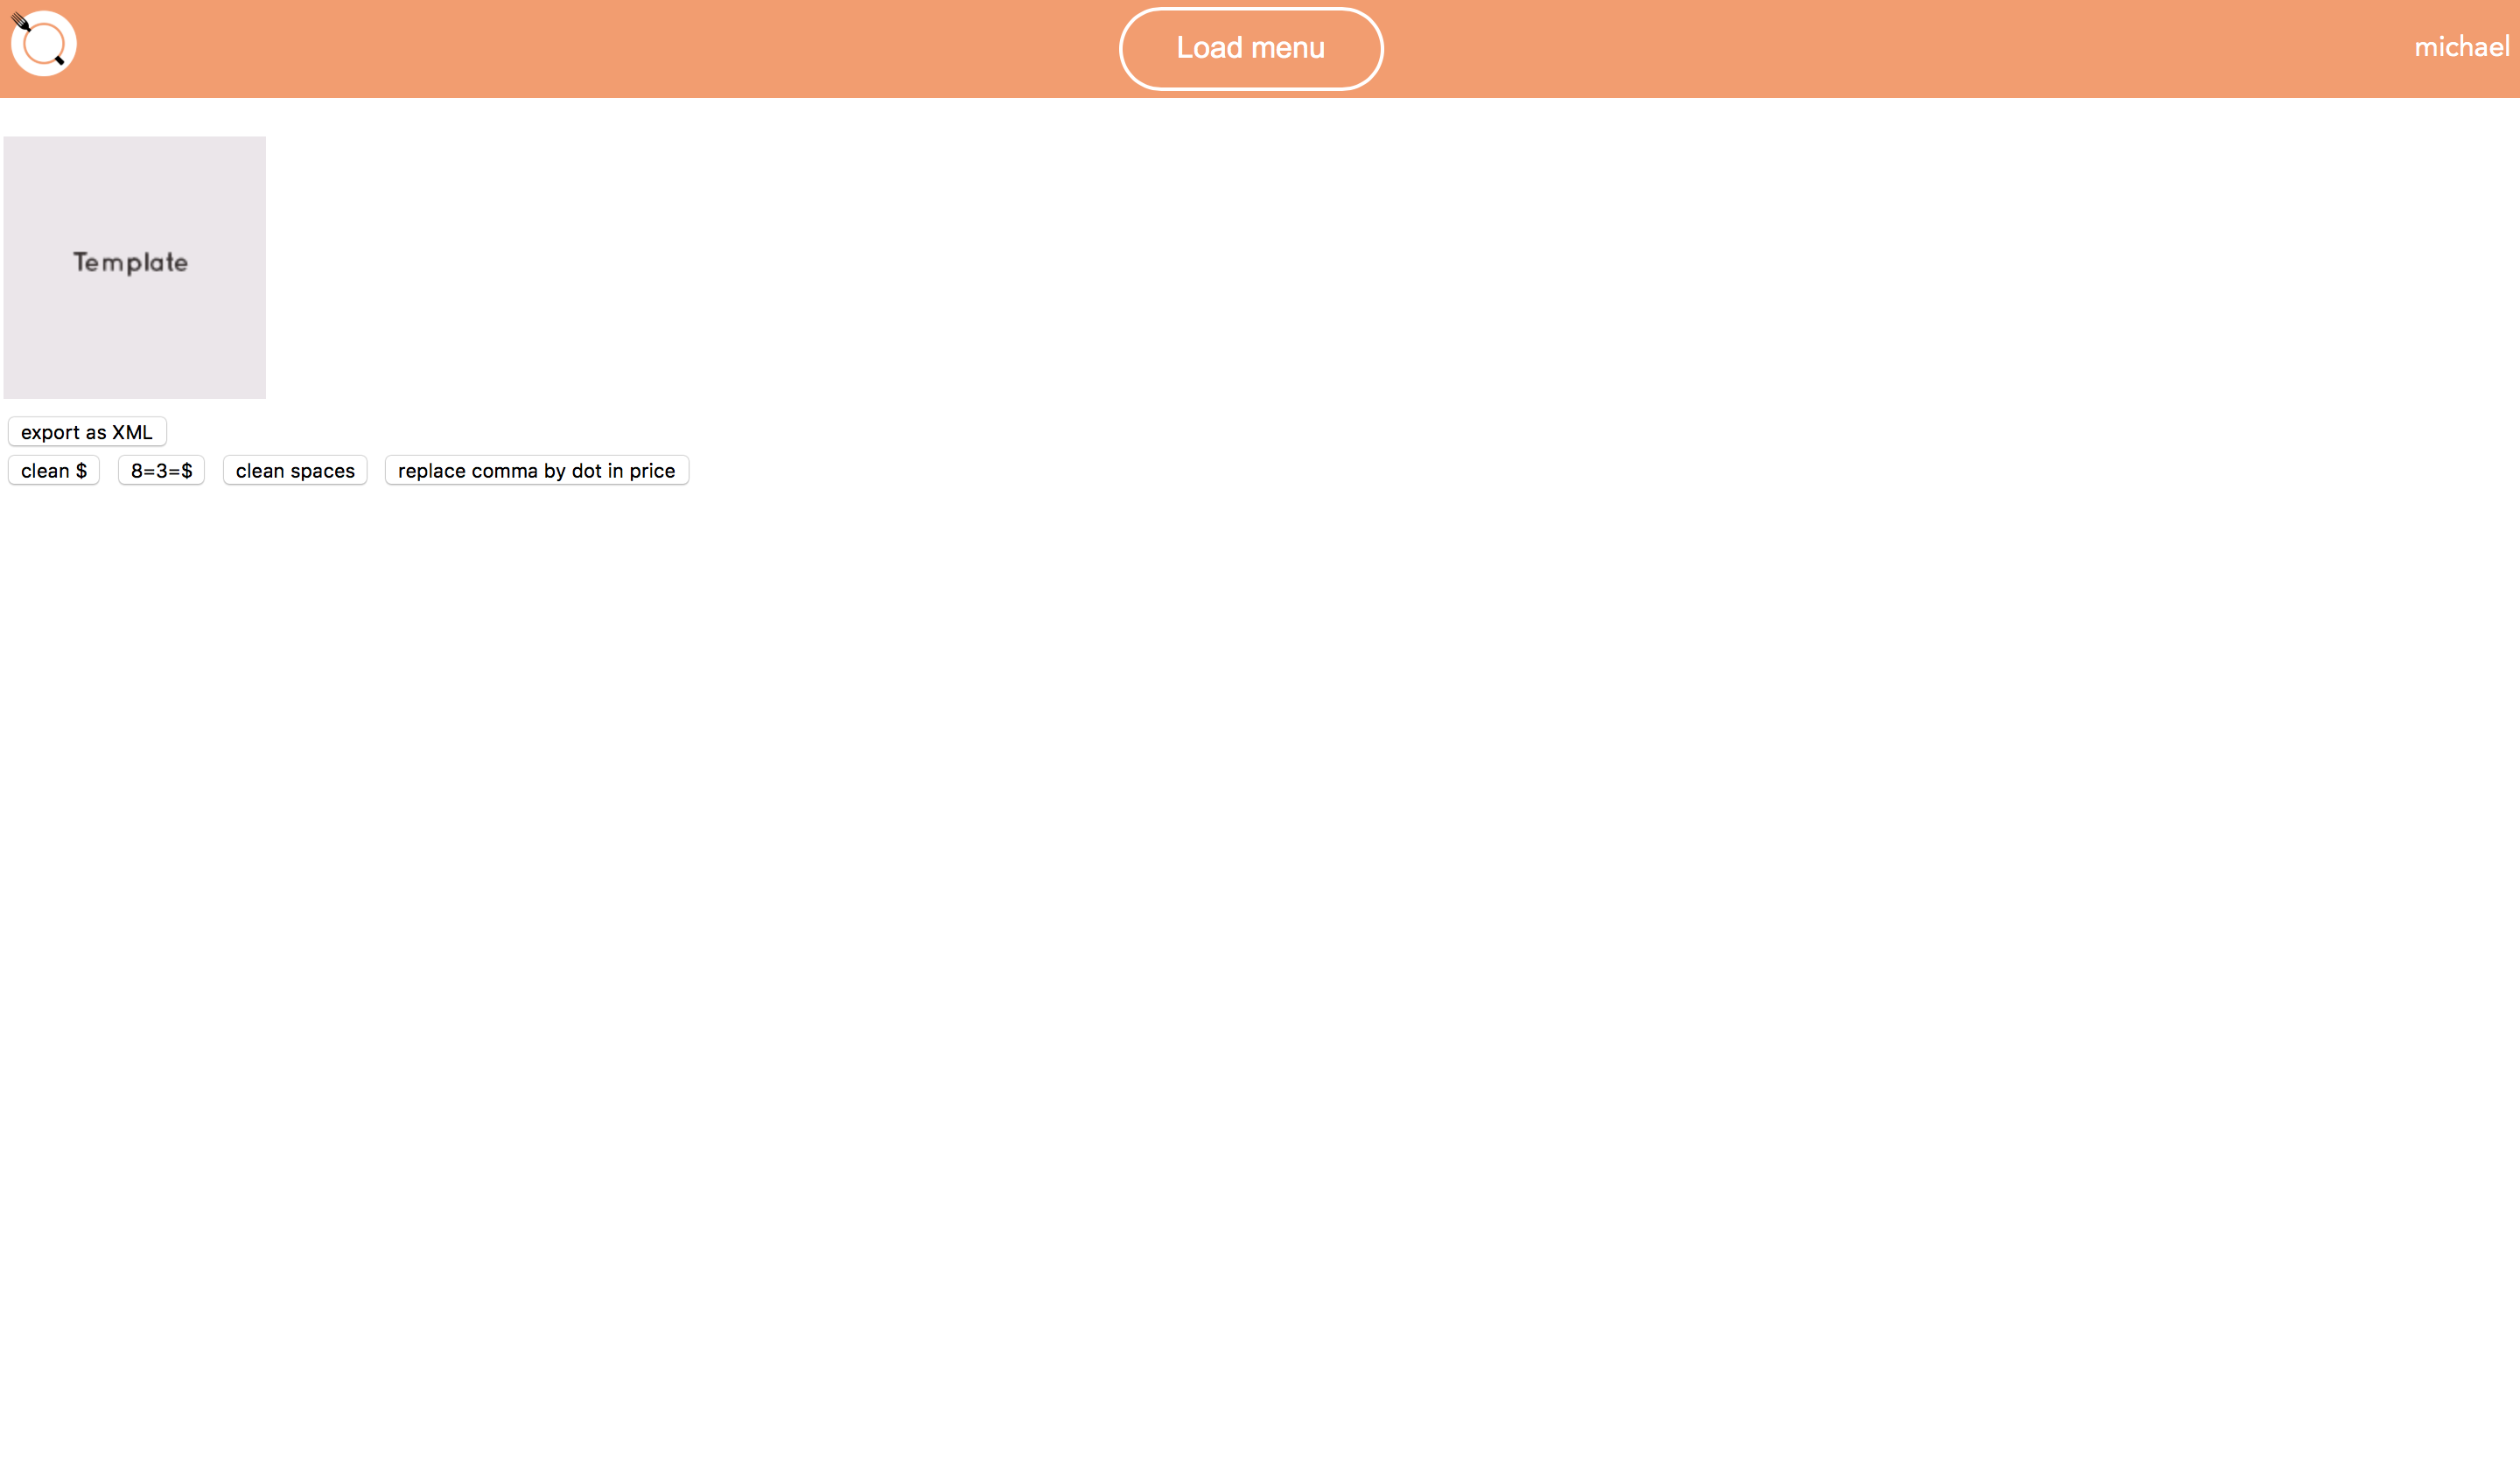 Load menu
michael
Template
export as XML
clean $ 8=3=$ clean spaces replace comma by dot in price